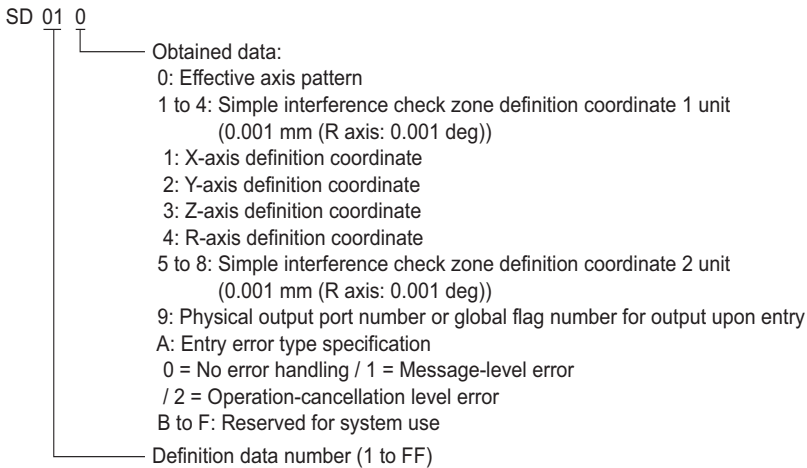 SD 01 0
Obtained data:
0: Effective axis pattern
1 to 4: Simple interference check zone definition coordinate 1 unit
(0.001 mm (R axis: 0.001 deg))
1: X-axis definition coordinate
2: Y-axis definition coordinate
3: Z-axis definition coordinate
4: R-axis definition coordinate
5 to 8: Simple interference check zone definition coordinate 2 unit
(0.001 mm (R axis: 0.001 deg))
9: Physical output port number or global flag number for output upon entry
A: Entry error type specification
0 = No error handling / 1 = Message-level error
/ 2 = Operation-cancellation level error
B to F: Reserved for system use
Definition data number (1 to FF)